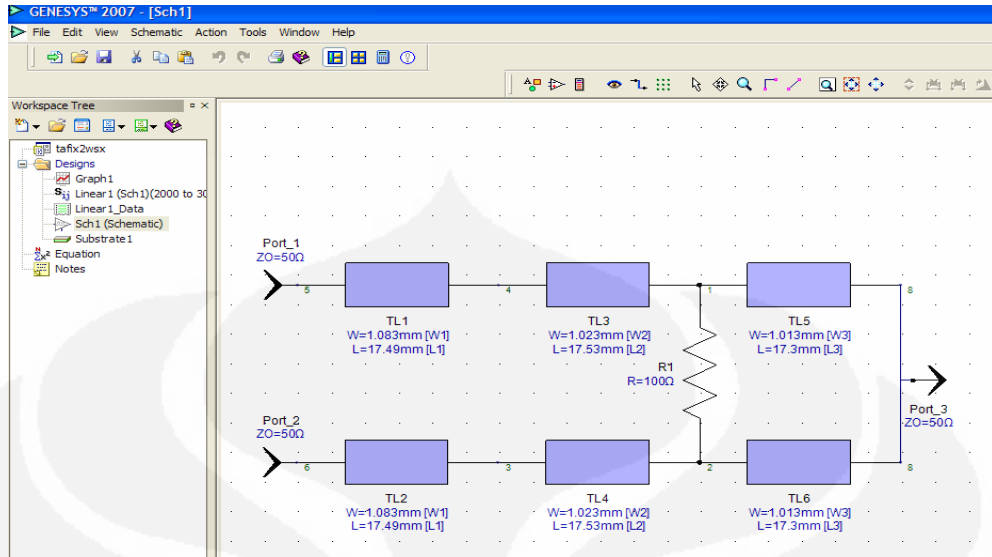 GENESYS™ 2007 - [Sch1]
File Edit View Schematic Action Tools Window Help
Workspace Tree
tafix2wsx
Designs
Graph1
Sij Linear1 (Sch1)(2000 to 30
Linear1_Data
Sch1 (Schematic)
Substrate1
Equation
Notes
Port_1
ZO=50Ω
5
4
1
8
TL1
W=1.083mm [W1]
L=17.49mm [L1]
TL3
W=1.023mm [W2]
L=17.53mm [L2]
TL5
W=1.013mm [W3]
L=17.3mm [L3]
R1
R=100Ω
Port_3
ZO=50Ω
Port_2
ZO=50Ω
6
3
2
8
TL2
W=1.083mm [W1]
L=17.49mm [L1]
TL4
W=1.023mm [W2]
L=17.53mm [L2]
TL6
W=1.013mm [W3]
L=17.3mm [L3]